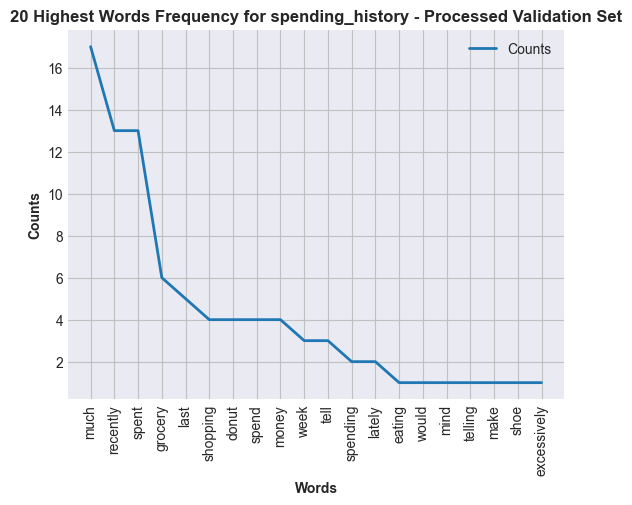 20 Highest Words Frequency for spending_history - Processed Validation Set
Counts
Counts
16
14
12
10
8
6
4
2
much
recently
spent
grocery
last
shopping
donut
spend
money
week
tell
spending
lately
eating
would
mind
telling
make
shoe
excessively
Words